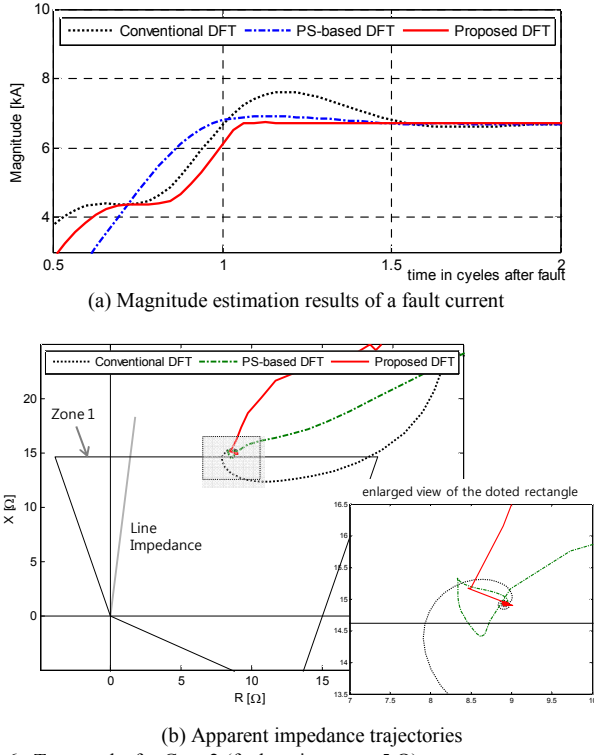 10
8
6
4
Magnitude [kA]
Conventional DFT PS-based DFT Proposed DFT
0.5 1 1.5 2
time in cyeles after fault
(a) Magnitude estimation results of a fault current
Conventional DFT PS-based DFT Proposed DFT
20
15
10
5
0
X [Ω]
Zone 1
Line
Impedance
0 5 10 15
R [Ω]
enlarged view of the doted rectangle
16.5
16
15.5
15
14.5
14
13.5
7 7.5 8 8.5 9 9.5 10
(b) Apparent impedance trajectories